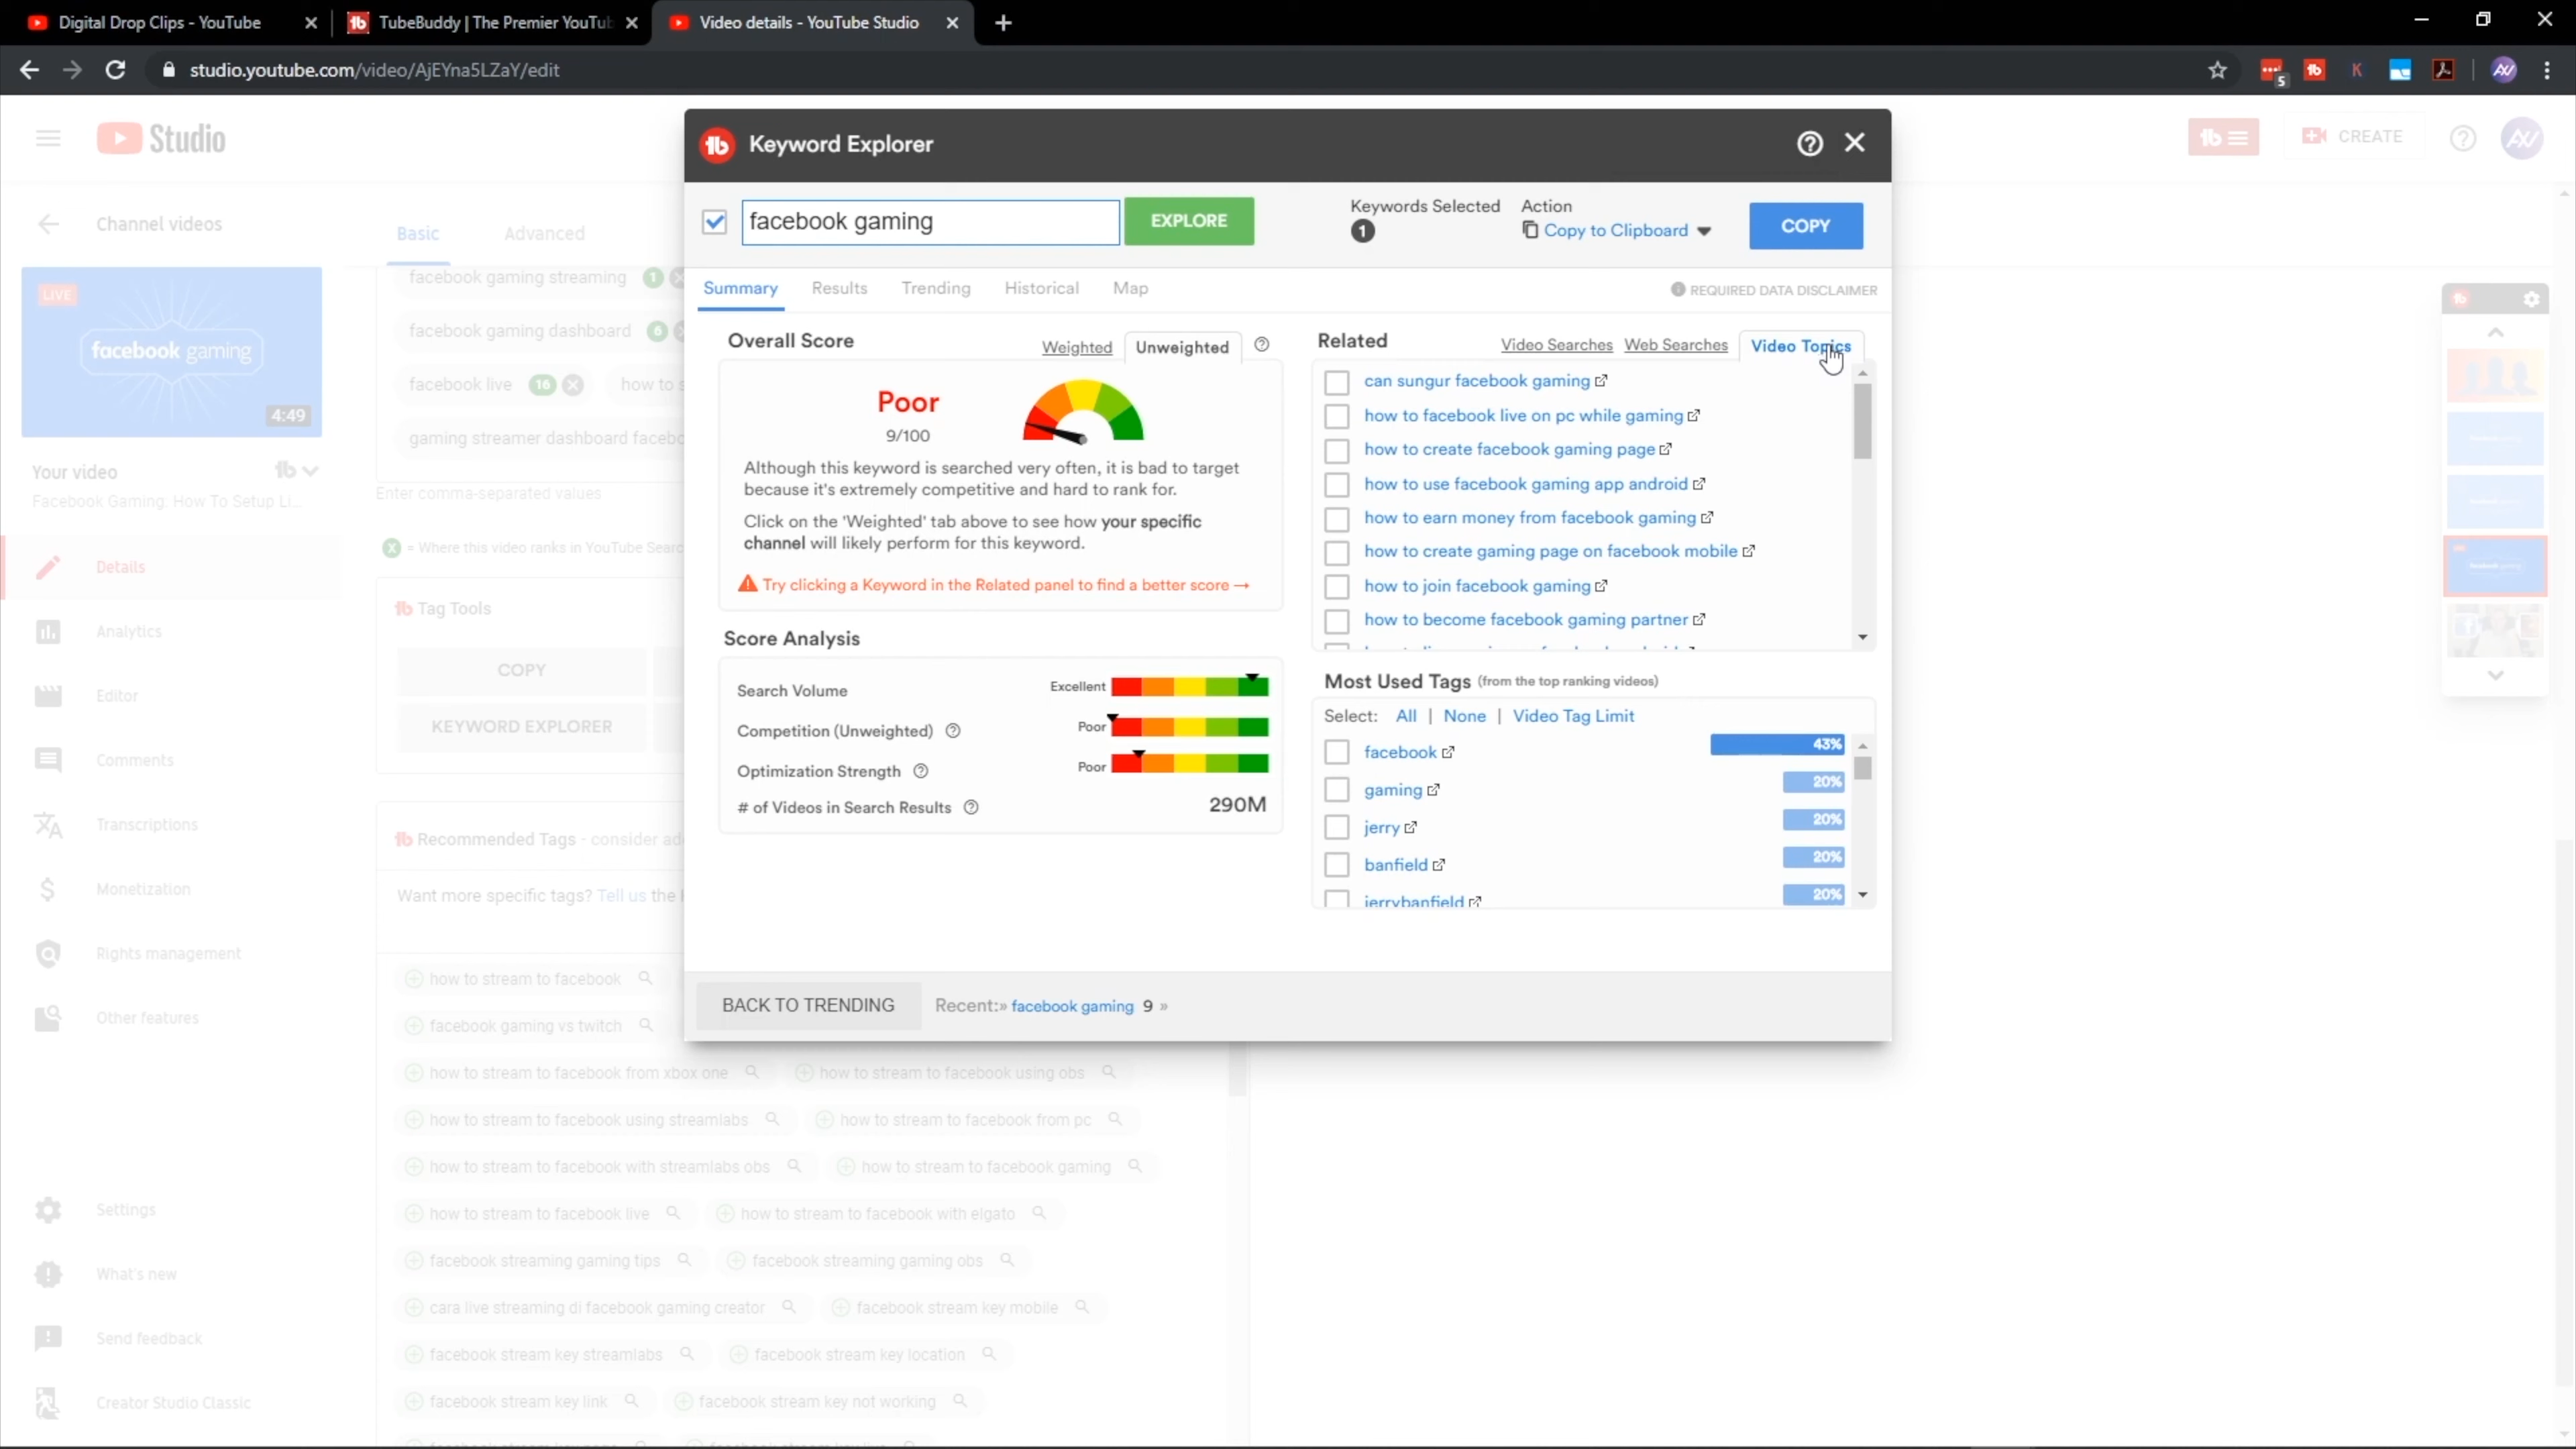 Digital Drop Clips - YouTube
TubeBuddy | The Premier YouTub
Video details - YouTube Studio
studio.youtube.com/video/AjEYna5LZaY/edit
5
Studio
CREATE
Keyword Explorer
facebook gaming
EXPLORE
Keywords Selected
1
Action
Copy to Clipboard
COPY
Summary
Results
Trending
Historical
Map
REQUIRED DATA DISCLAIMER
Overall Score
Weighted
Unweighted
Poor
9/100
Although this keyword is searched very often, it is bad to target
because it's extremely competitive and hard to rank for.
Click on the 'Weighted' tab above to see how your specific
channel will likely perform for this keyword.
Try clicking a Keyword in the Related panel to find a better score →
Score Analysis
Search Volume Excellent
Competition (Unweighted) Poor
Optimization Strength Poor
# of Videos in Search Results 290M
Related
Video Searches
Web Searches
Video Topics
can sungur facebook gaming
how to facebook live on pc while gaming
how to create facebook gaming page
how to use facebook gaming app android
how to earn money from facebook gaming
how to create gaming page on facebook mobile
how to join facebook gaming
how to become facebook gaming partner
Most Used Tags (from the top ranking videos)
Select: All | None | Video Tag Limit
facebook 43%
gaming 20%
jerry 20%
banfield 20%
jerrybanfield 20%
BACK TO TRENDING
Recent:» facebook gaming 9 »
Channel videos
LIVE
facebook gaming
4:49
Your video
Facebook Gaming: How To Setup Li...
Details
Analytics
Editor
Comments
Transcriptions
Monetization
Rights management
Other features
Settings
What's new
Send feedback
Creator Studio Classic
Basic
Advanced
facebook gaming streaming 1
facebook gaming dashboard 6
facebook live 16
how to s
gaming streamer dashboard facebo
Enter comma-separated values
x = Where this video ranks in YouTube Searc
Tag Tools
COPY
KEYWORD EXPLORER
Recommended Tags - consider ad
Want more specific tags? Tell us the
how to stream to facebook
facebook gaming vs twitch
how to stream to facebook from xbox one
how to stream to facebook using obs
how to stream to facebook using streamlabs
how to stream to facebook from pc
how to stream to facebook with streamlabs obs
how to stream to facebook gaming
how to stream to facebook live
how to stream to facebook with elgato
facebook streaming gaming tips
facebook streaming gaming obs
cara live streaming di facebook gaming creator
facebook stream key mobile
facebook stream key streamlabs
facebook stream key location
facebook stream key link
facebook stream key not working